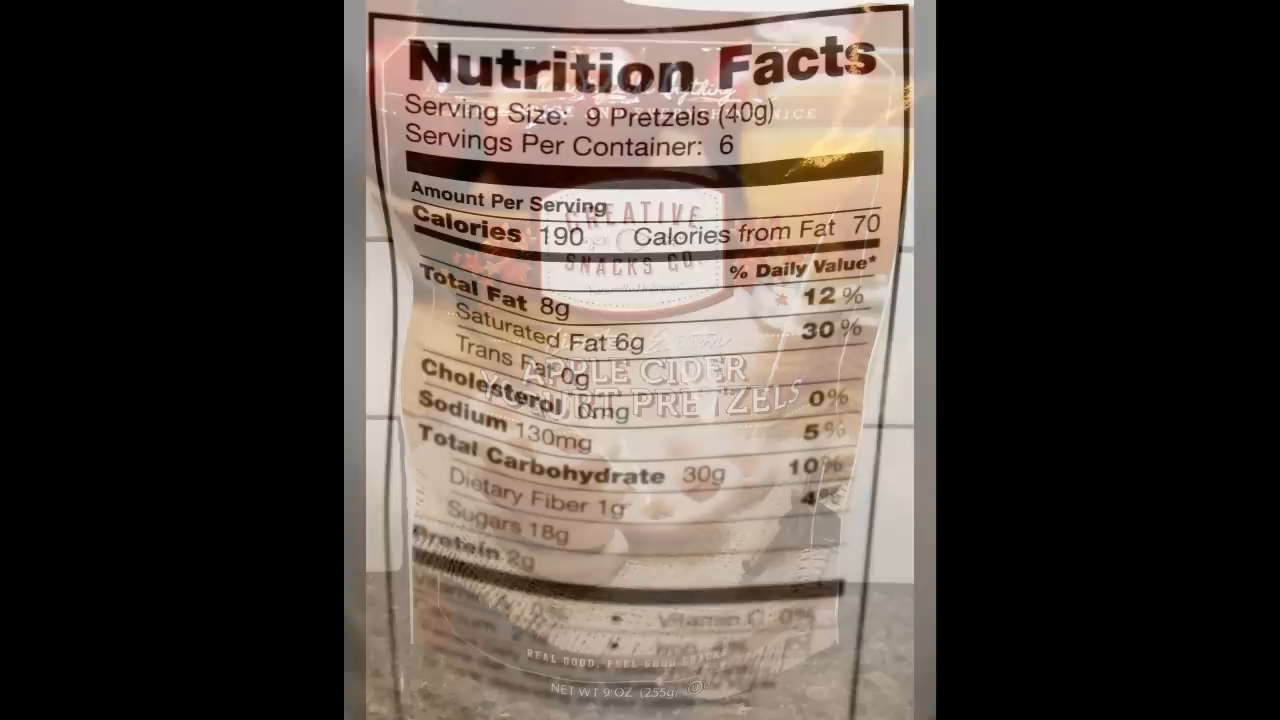 Nutrition Facts
Serving Size: 9 Pretzels (40g)
Servings Per Container: 6
Amount Per Serving
Calories 190 Calories from Fat 70
% Daily Value*
Total Fat 8g 12%
Saturated Fat 6g 30%
Trans Fat 0g
Cholesterol 0mg 0%
Sodium 130mg 5%
Total Carbohydrate 30g 10%
Dietary Fiber 1g 4%
Sugars 18g
Protein 2g
Vitamin C 0%
CREATIVE
SNACKS CO.
Limited Edition
APPLE CIDER
YOGURT PRETZELS
REAL GOOD, FEEL GOOD SNACKS
NET WT 9 OZ (255g)